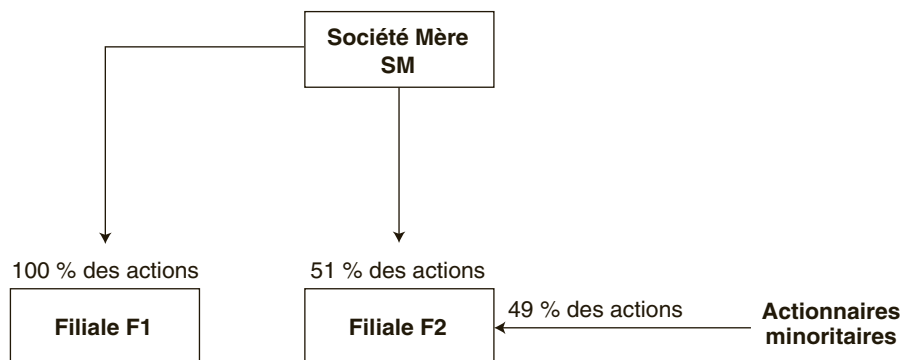 Société Mère
SM
100 % des actions
51 % des actions
Filiale F1
Filiale F2
49 % des actions
Actionnaires
minoritaires